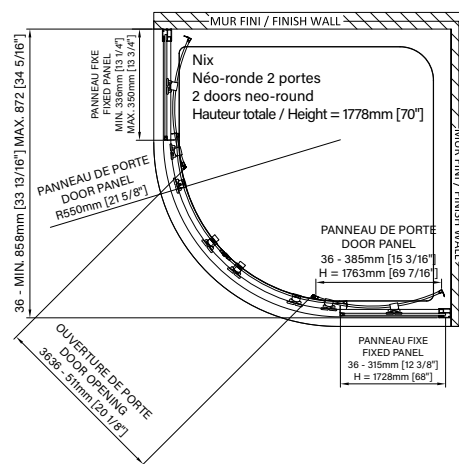 MUR FINI / FINISH WALL
Nix
Néo-ronde 2 portes
2 doors neo-round
Hauteur totale / Height = 1778mm [70"]
36 - MIN. 858mm [33 13/16"] MAX. 872 [34 5/16"]
PANNEAU FIXE
FIXED PANEL
MIN. 336mm [13 1/4"]
MAX. 350mm [13 3/4"]
MUR FINI / FINISH WALL
PANNEAU DE PORTE
DOOR PANEL
R550mm [21 5/8"]
PANNEAU DE PORTE
DOOR PANEL
36 - 385mm [15 3/16"]
H = 1763mm [69 7/16"]
OUVERTURE DE PORTE
DOOR OPENING
3636 - 511mm [20 1/8"]
PANNEAU FIXE
FIXED PANEL
36 - 315mm [12 3/8"]
H = 1728mm [68"]